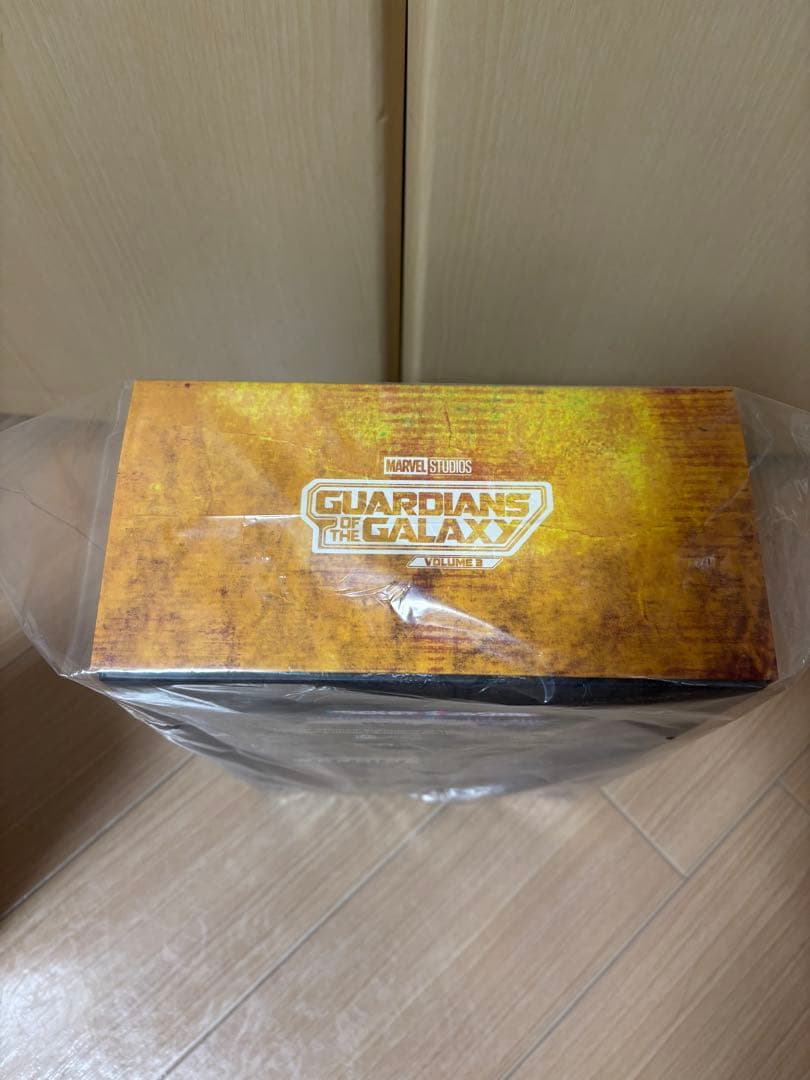 MARVEL STUDIOS
GUARDIANS
OF THE GALAXY
VOLUME 3